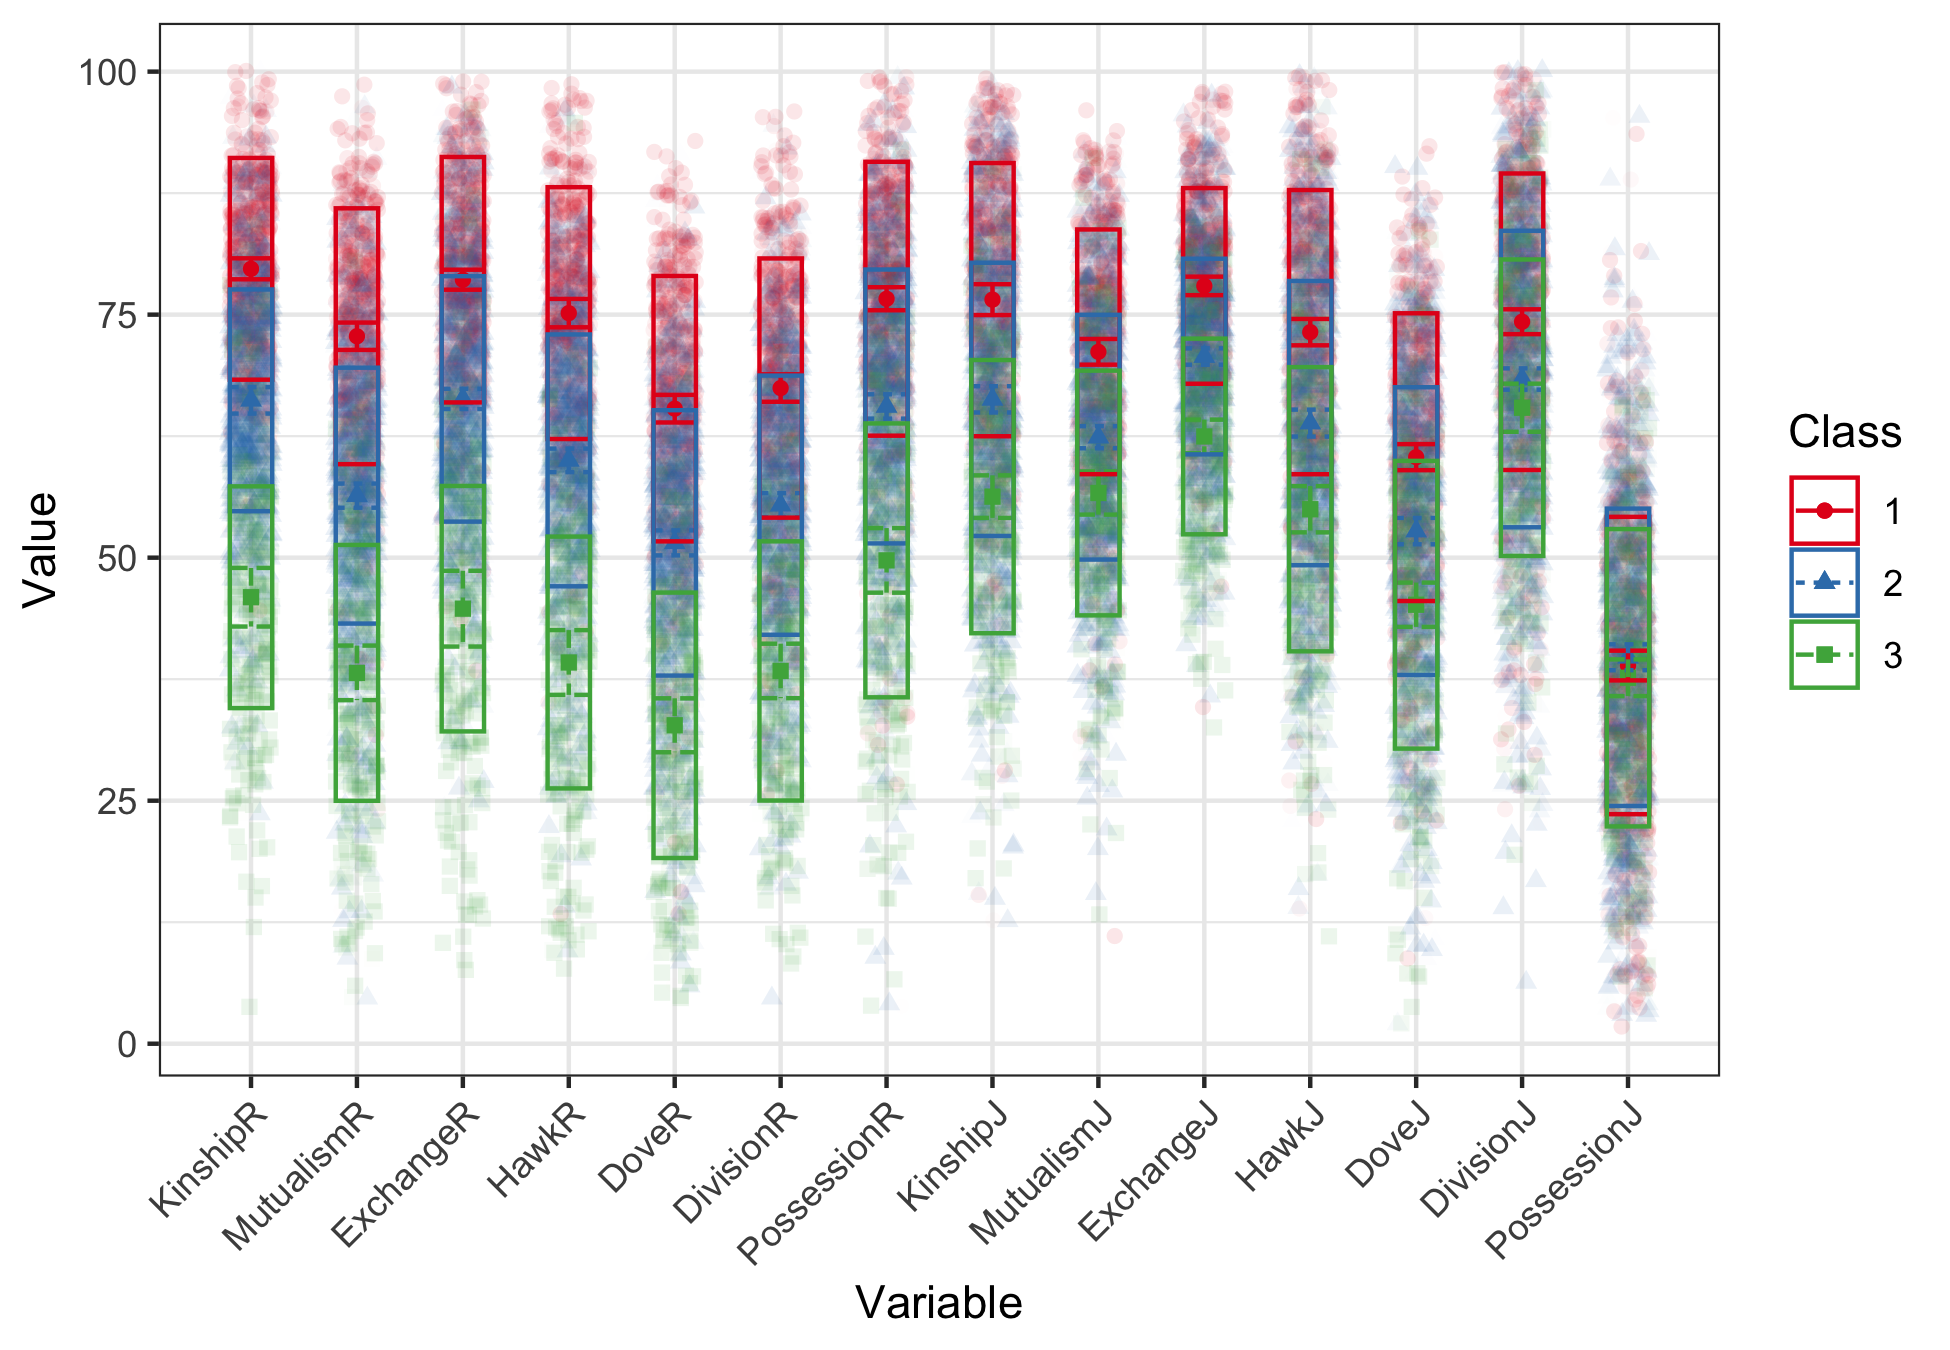 Value
100
75
50
25
0
KinshipR
MutualismR
ExchangeR
HawkR
DoveR
DivisionR
PossessionR
KinshipJ
MutualismJ
ExchangeJ
HawkJ
DoveJ
DivisionJ
PossessionJ
Variable
Class
1
2
3